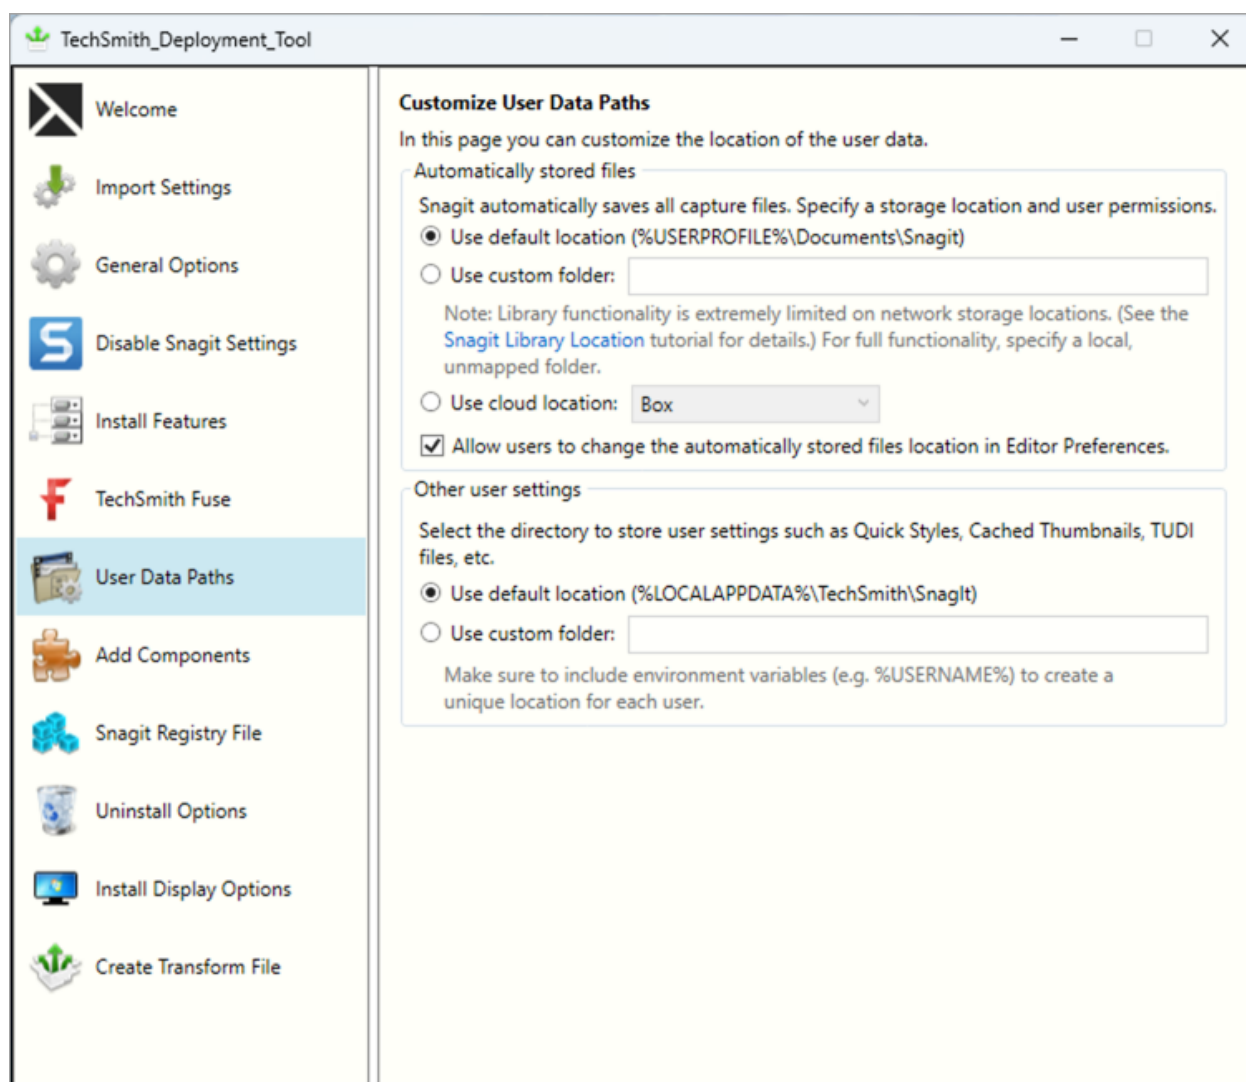 TechSmith_Deployment_Tool
Welcome
Import Settings
General Options
Disable Snagit Settings
Install Features
TechSmith Fuse
User Data Paths
Add Components
Snagit Registry File
Uninstall Options
Install Display Options
Create Transform File
Customize User Data Paths
In this page you can customize the location of the user data.
Automatically stored files
Snagit automatically saves all capture files. Specify a storage location and user permissions.
Use default location (%USERPROFILE%\Documents\Snagit)
Use custom folder:
Note: Library functionality is extremely limited on network storage locations. (See the
Snagit Library Location tutorial for details.) For full functionality, specify a local,
unmapped folder.
Use cloud location: Box
Allow users to change the automatically stored files location in Editor Preferences.
Other user settings
Select the directory to store user settings such as Quick Styles, Cached Thumbnails, TUDI
files, etc.
Use default location (%LOCALAPPDATA%\TechSmith\SnagIt)
Use custom folder:
Make sure to include environment variables (e.g. %USERNAME%) to create a
unique location for each user.